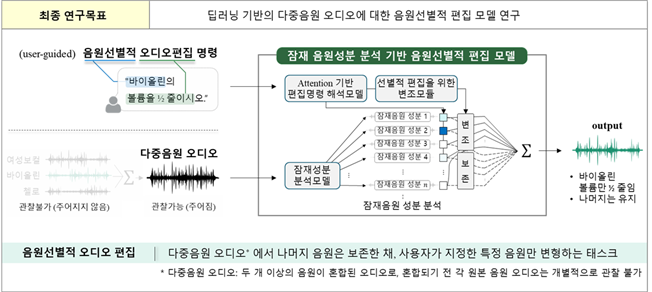 최종 연구목표
딥러닝 기반의 다중음원 오디오에 대한 음원선별적 편집 모델 연구
(user-guided) 음원선별적 오디오편집 명령
"바이올린의
볼륨을 ½ 줄이시오."
잠재 음원성분 분석 기반 음원선별적 편집 모델
Attention 기반
편집명령 해석모델
선별적 편집을 위한
변조모듈
여성보컬
바이올린
첼로
Σ
관찰불가 (주어지지 않음)
다중음원 오디오
관찰가능 (주어짐)
잠재성분
분석모델
잠재음원 성분 1
잠재음원 성분 2
잠재음원 성분 3
잠재음원 성분 4
잠재음원 성분 n
잠재음원 성분 분석
변조
보존
Σ
output
• 바이올린
볼륨만 ½ 줄임
• 나머지는 유지
음원선별적 오디오 편집
다중음원 오디오* 에서 나머지 음원은 보존한 채, 사용자가 지정한 특정 음원만 변형하는 태스크
* 다중음원 오디오: 두 개 이상의 음원이 혼합된 오디오로, 혼합되기 전 각 원본 음원 오디오는 개별적으로 관찰 불가